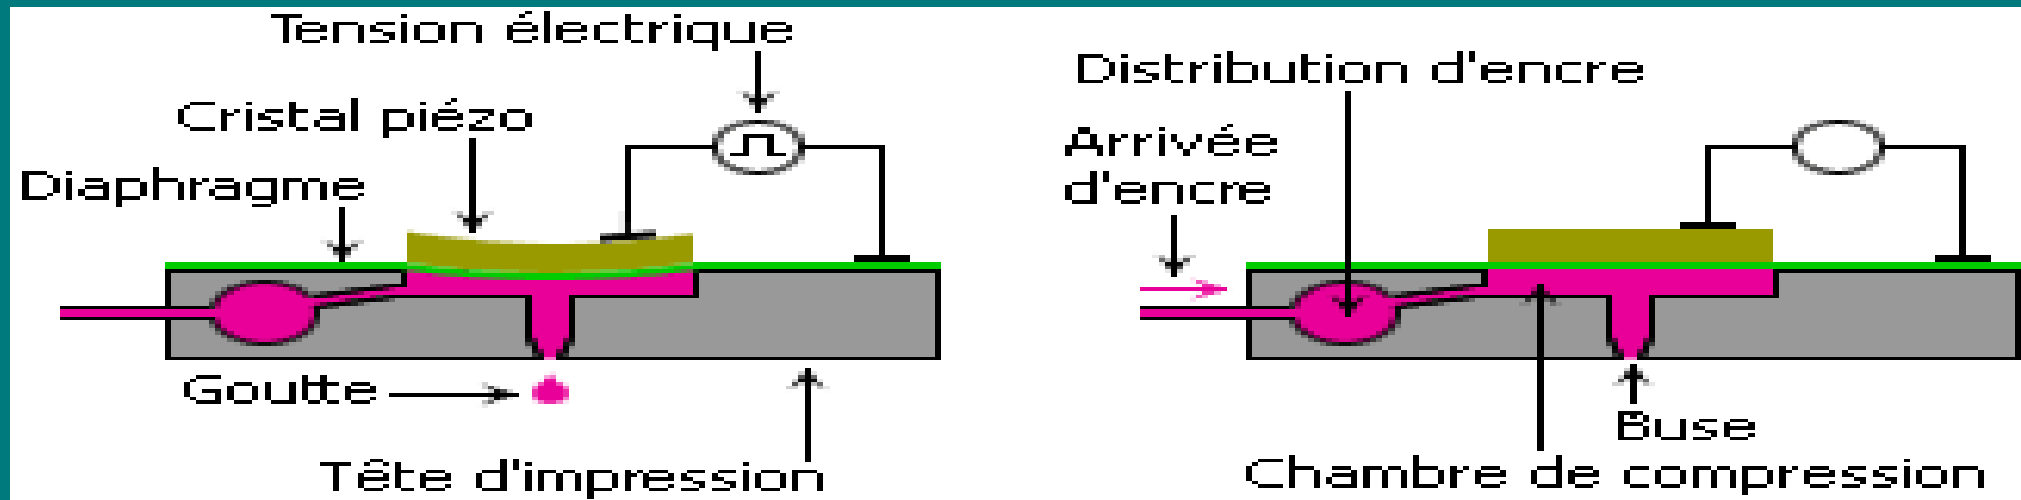 Tension électrique
Cristal piézo
Diaphragme
Goutte
Tête d'impression
Distribution d'encre
Arrivée
d'encre
Buse
Chambre de compression